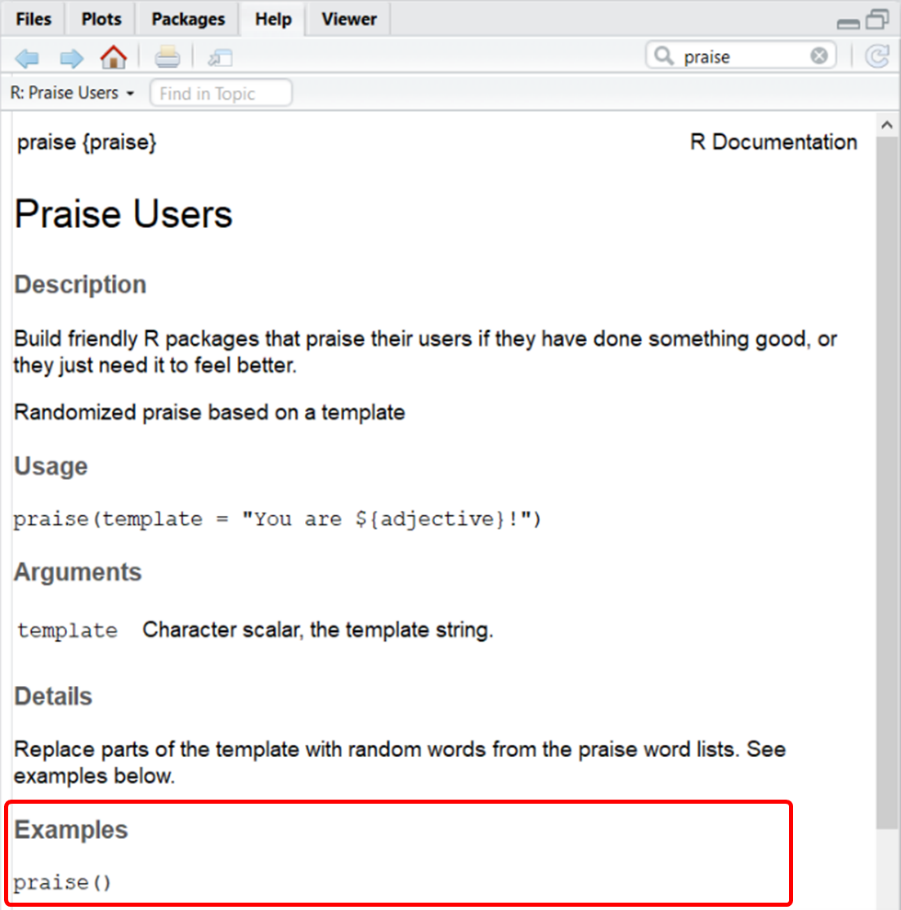 Files Plots Packages Help Viewer
praise
R: Praise Users Find in Topic
praise {praise} R Documentation
Praise Users
Description
Build friendly R packages that praise their users if they have done something good, or
they just need it to feel better.
Randomized praise based on a template
Usage
praise(template = "You are ${adjective}!")
Arguments
template Character scalar, the template string.
Details
Replace parts of the template with random words from the praise word lists. See
examples below.
Examples
praise()